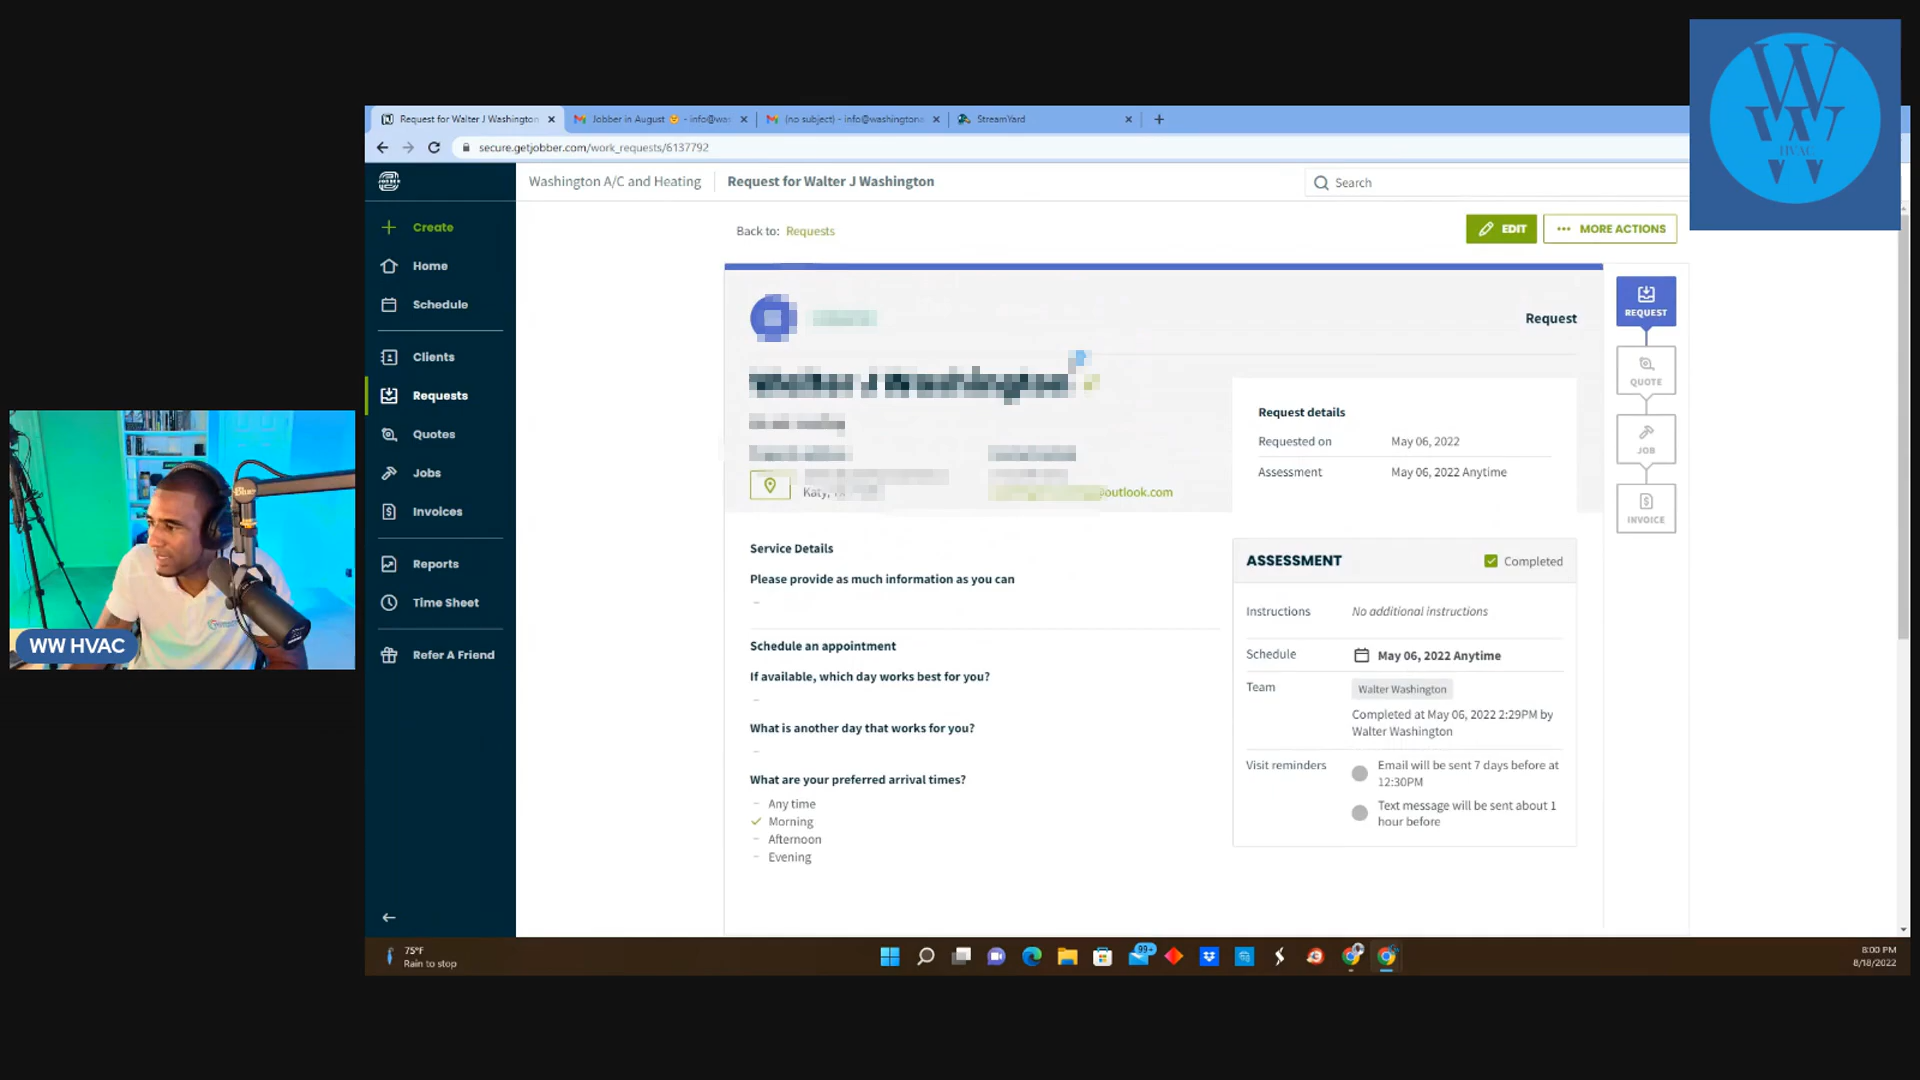 Request for Walter J Washington
Jobber in August 🌞 - info@was
(no subject) - info@washingtona
StreamYard
secure.getjobber.com/work_requests/6137792
Washington A/C and Heating
Request for Walter J Washington
Search
Create
Home
Schedule
Clients
Requests
Quotes
Jobs
Invoices
Reports
Time Sheet
Refer A Friend
Back to: Requests
EDIT
MORE ACTIONS
Request
Walter J Washington
Katy,
@outlook.com
Request details
Requested on May 06, 2022
Assessment May 06, 2022 Anytime
REQUEST
QUOTE
JOB
INVOICE
Service Details
Please provide as much information as you can
–
Schedule an appointment
If available, which day works best for you?
–
What is another day that works for you?
–
What are your preferred arrival times?
– Any time
✓ Morning
– Afternoon
– Evening
ASSESSMENT
Completed
Instructions No additional instructions
Schedule May 06, 2022 Anytime
Team Walter Washington
Completed at May 06, 2022 2:29PM by
Walter Washington
Visit reminders Email will be sent 7 days before at
12:30PM
Text message will be sent about 1
hour before
WW HVAC
WWW
HVAC
75°F
Rain to stop
99+
8:00 PM
8/18/2022